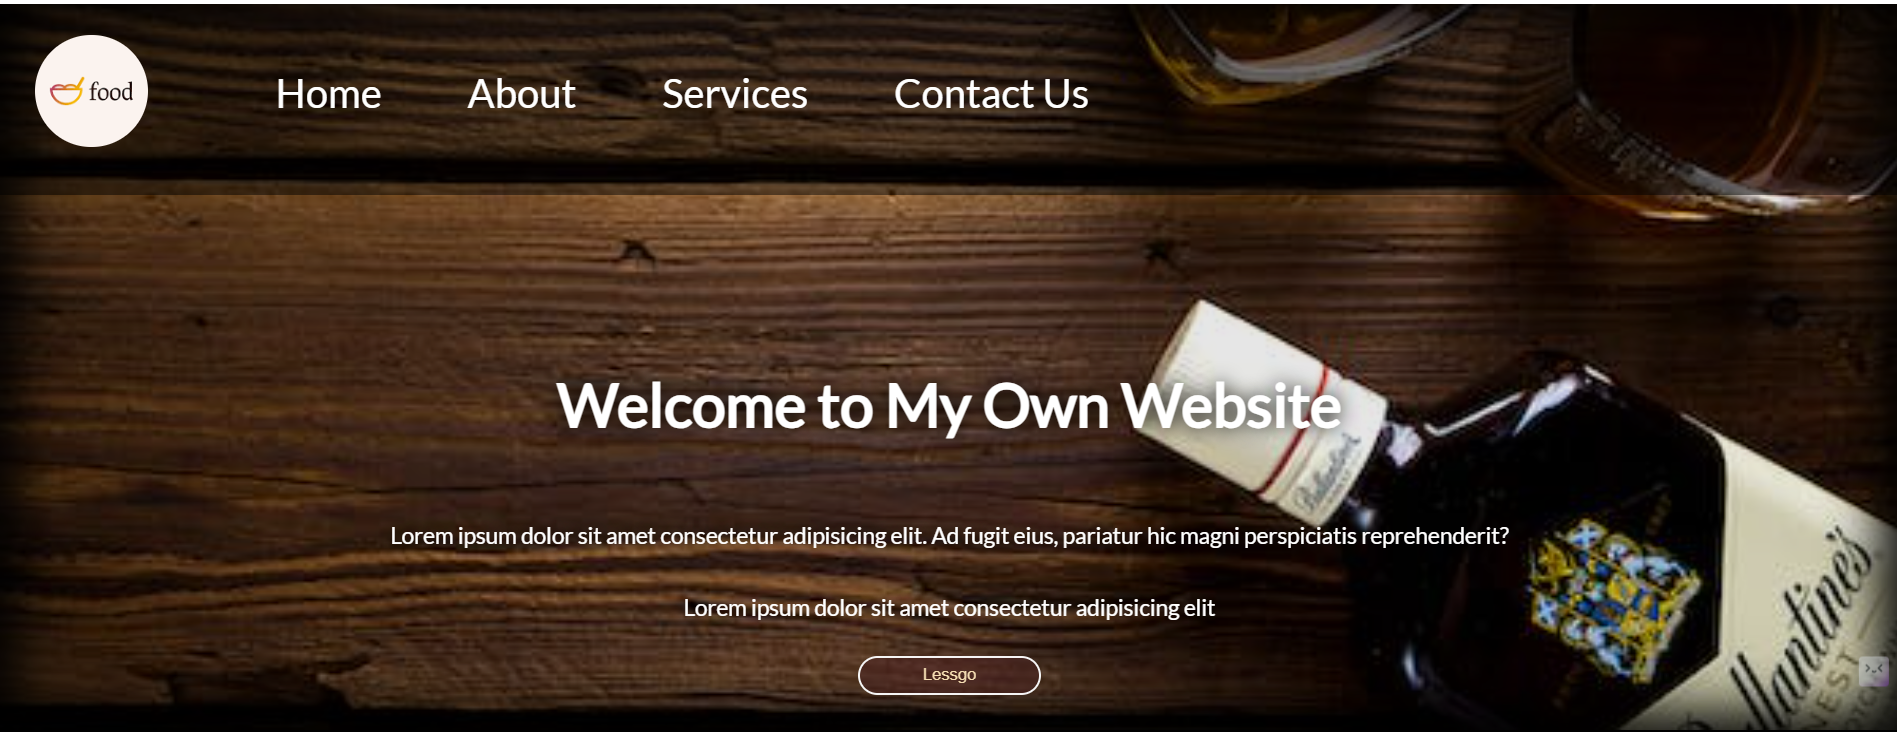 food
Home About Services Contact Us
Welcome to My Own Website
Ballantine's
Lorem ipsum dolor sit amet consectetur adipisicing elit. Ad fugit eius, pariatur hic magni perspiciatis reprehenderit?
Lorem ipsum dolor sit amet consectetur adipisicing elit
Lessgo